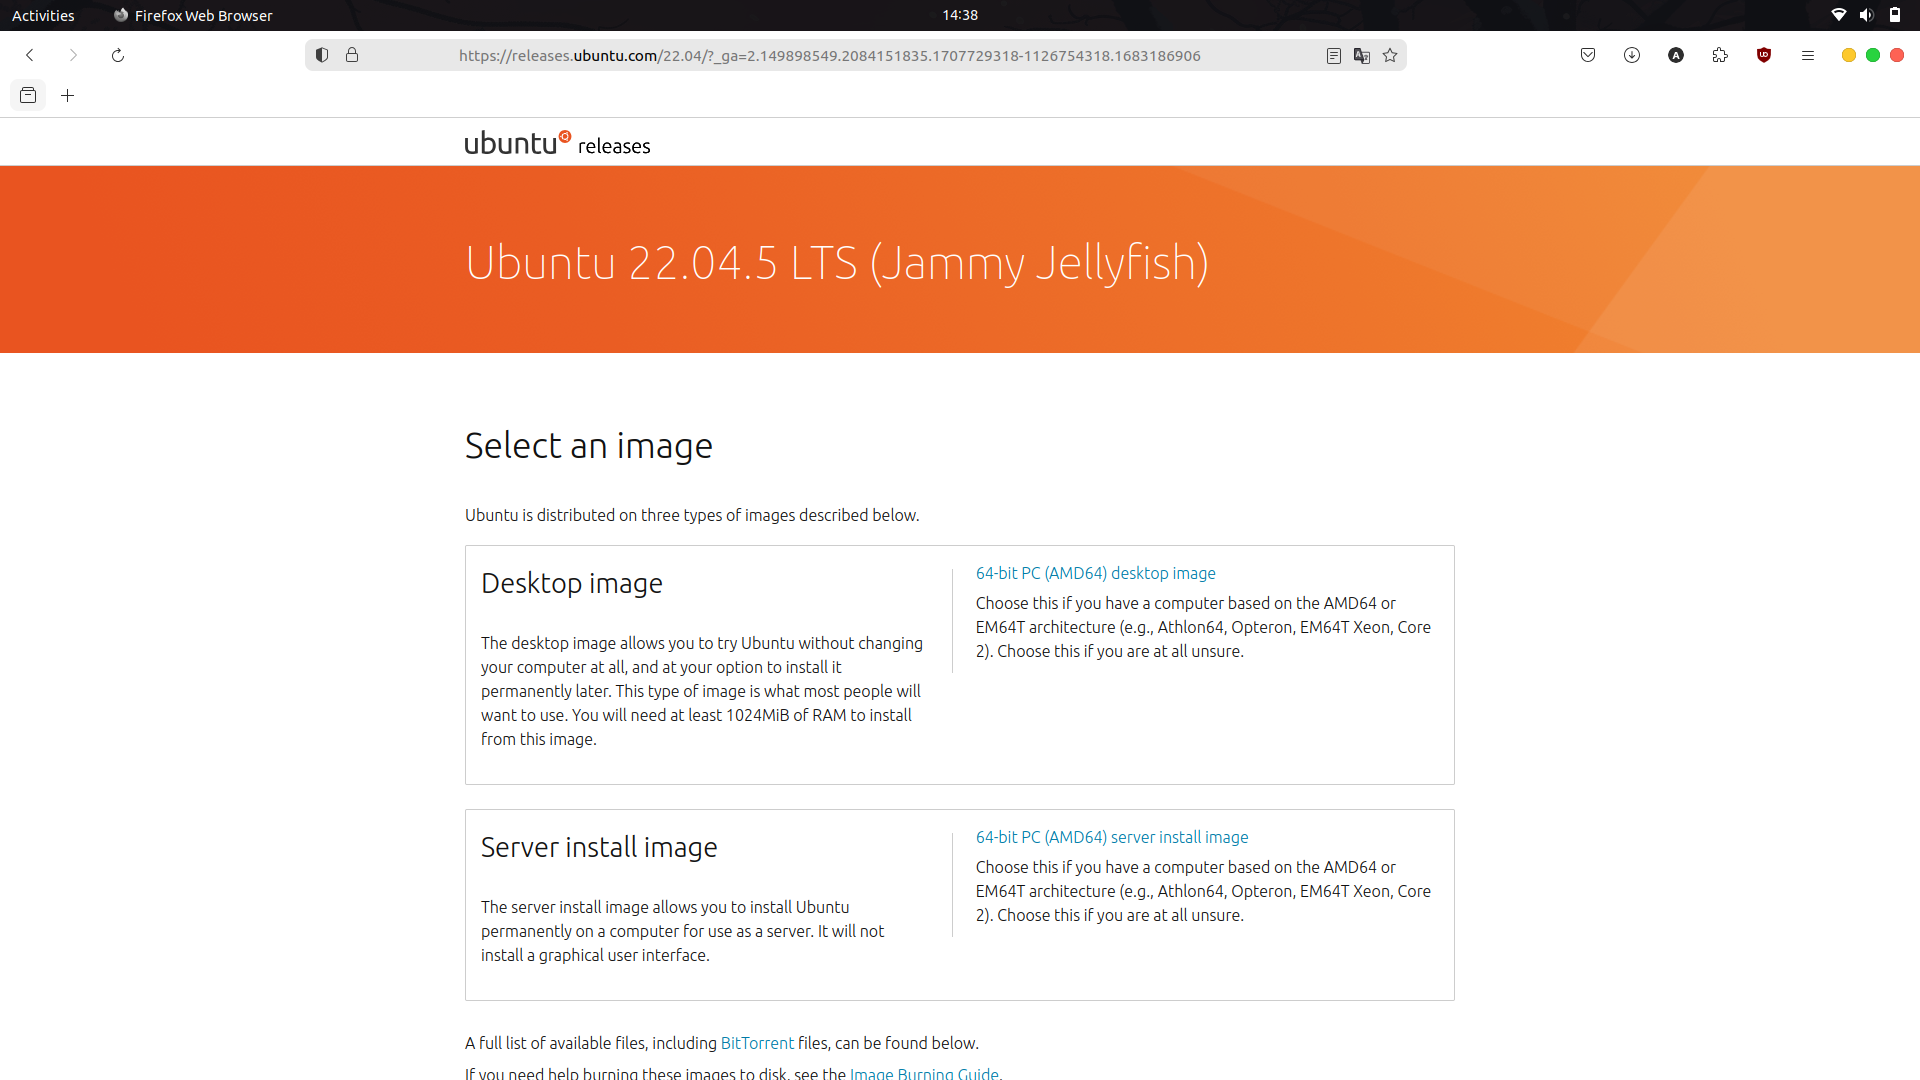 Activities
Firefox Web Browser
14:38
https://releases.ubuntu.com/22.04/?_ga=2.149898549.2084151835.1707729318-1126754318.1683186906
ubuntu releases
Ubuntu 22.04.5 LTS (Jammy Jellyfish)
Select an image
Ubuntu is distributed on three types of images described below.
Desktop image
The desktop image allows you to try Ubuntu without changing
your computer at all, and at your option to install it
permanently later. This type of image is what most people will
want to use. You will need at least 1024MiB of RAM to install
from this image.
64-bit PC (AMD64) desktop image
Choose this if you have a computer based on the AMD64 or
EM64T architecture (e.g., Athlon64, Opteron, EM64T Xeon, Core
2). Choose this if you are at all unsure.
Server install image
The server install image allows you to install Ubuntu
permanently on a computer for use as a server. It will not
install a graphical user interface.
64-bit PC (AMD64) server install image
Choose this if you have a computer based on the AMD64 or
EM64T architecture (e.g., Athlon64, Opteron, EM64T Xeon, Core
2). Choose this if you are at all unsure.
A full list of available files, including BitTorrent files, can be found below.
If you need help burning these images to disk, see the Image Burning Guide.